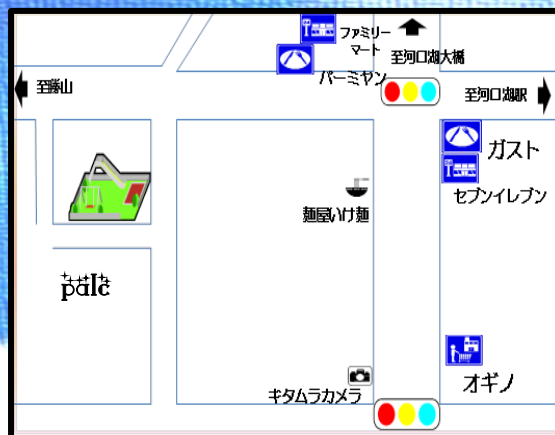 ファミリー
マート
至河口湖大橋
バーミヤン
至勝山
至河口湖駅
ガスト
セブンイレブン
麺屋いけ麺
palc
オギノ
キタムラカメラ